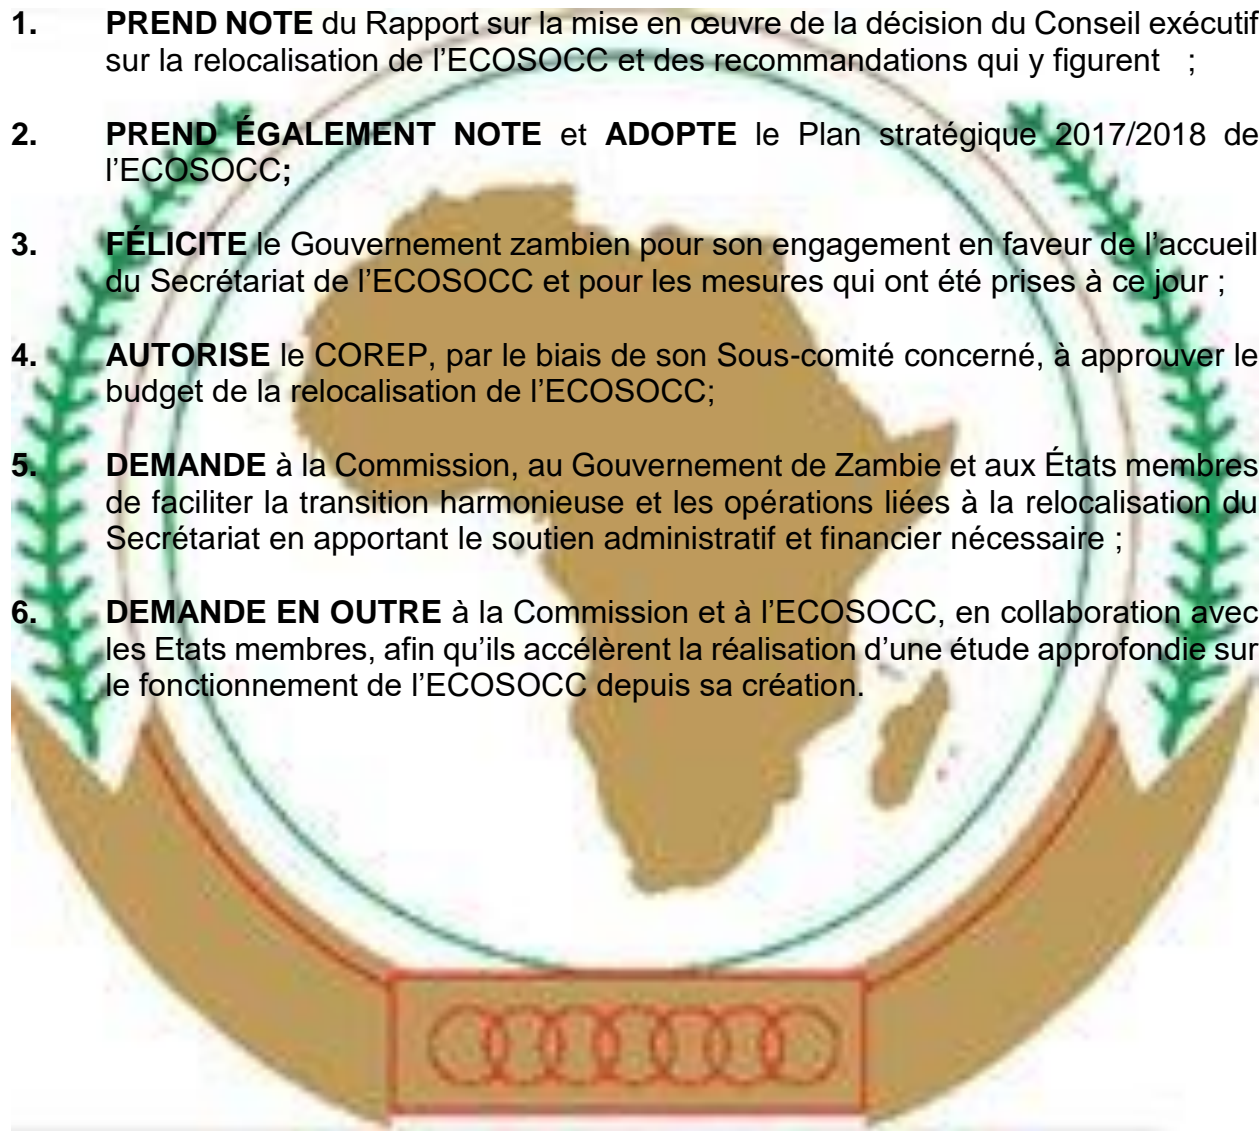 1. PREND NOTE du Rapport sur la mise en œuvre de la décision du Conseil exécutif
sur la relocalisation de l’ECOSOCC et des recommandations qui y figurent ;
2. PREND ÉGALEMENT NOTE et ADOPTE le Plan stratégique 2017/2018 de
l’ECOSOCC;
3. FÉLICITE le Gouvernement zambien pour son engagement en faveur de l’accueil
du Secrétariat de l’ECOSOCC et pour les mesures qui ont été prises à ce jour ;
4. AUTORISE le COREP, par le biais de son Sous-comité concerné, à approuver le
budget de la relocalisation de l’ECOSOCC;
5. DEMANDE à la Commission, au Gouvernement de Zambie et aux États membres
de faciliter la transition harmonieuse et les opérations liées à la relocalisation du
Secrétariat en apportant le soutien administratif et financier nécessaire ;
6. DEMANDE EN OUTRE à la Commission et à l’ECOSOCC, en collaboration avec
les Etats membres, afin qu’ils accélèrent la réalisation d’une étude approfondie sur
le fonctionnement de l’ECOSOCC depuis sa création.